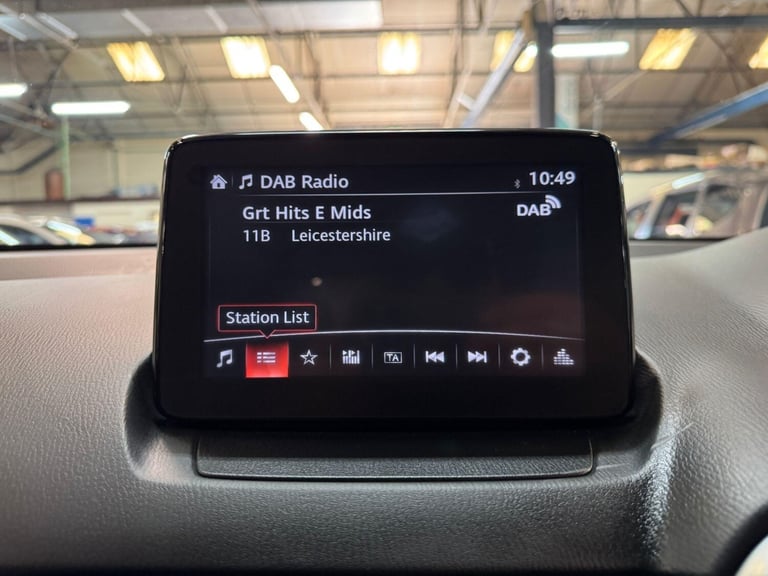 DAB Radio
10:49
Grt Hits E Mids
DAB
11B Leicestershire
Station List
TA